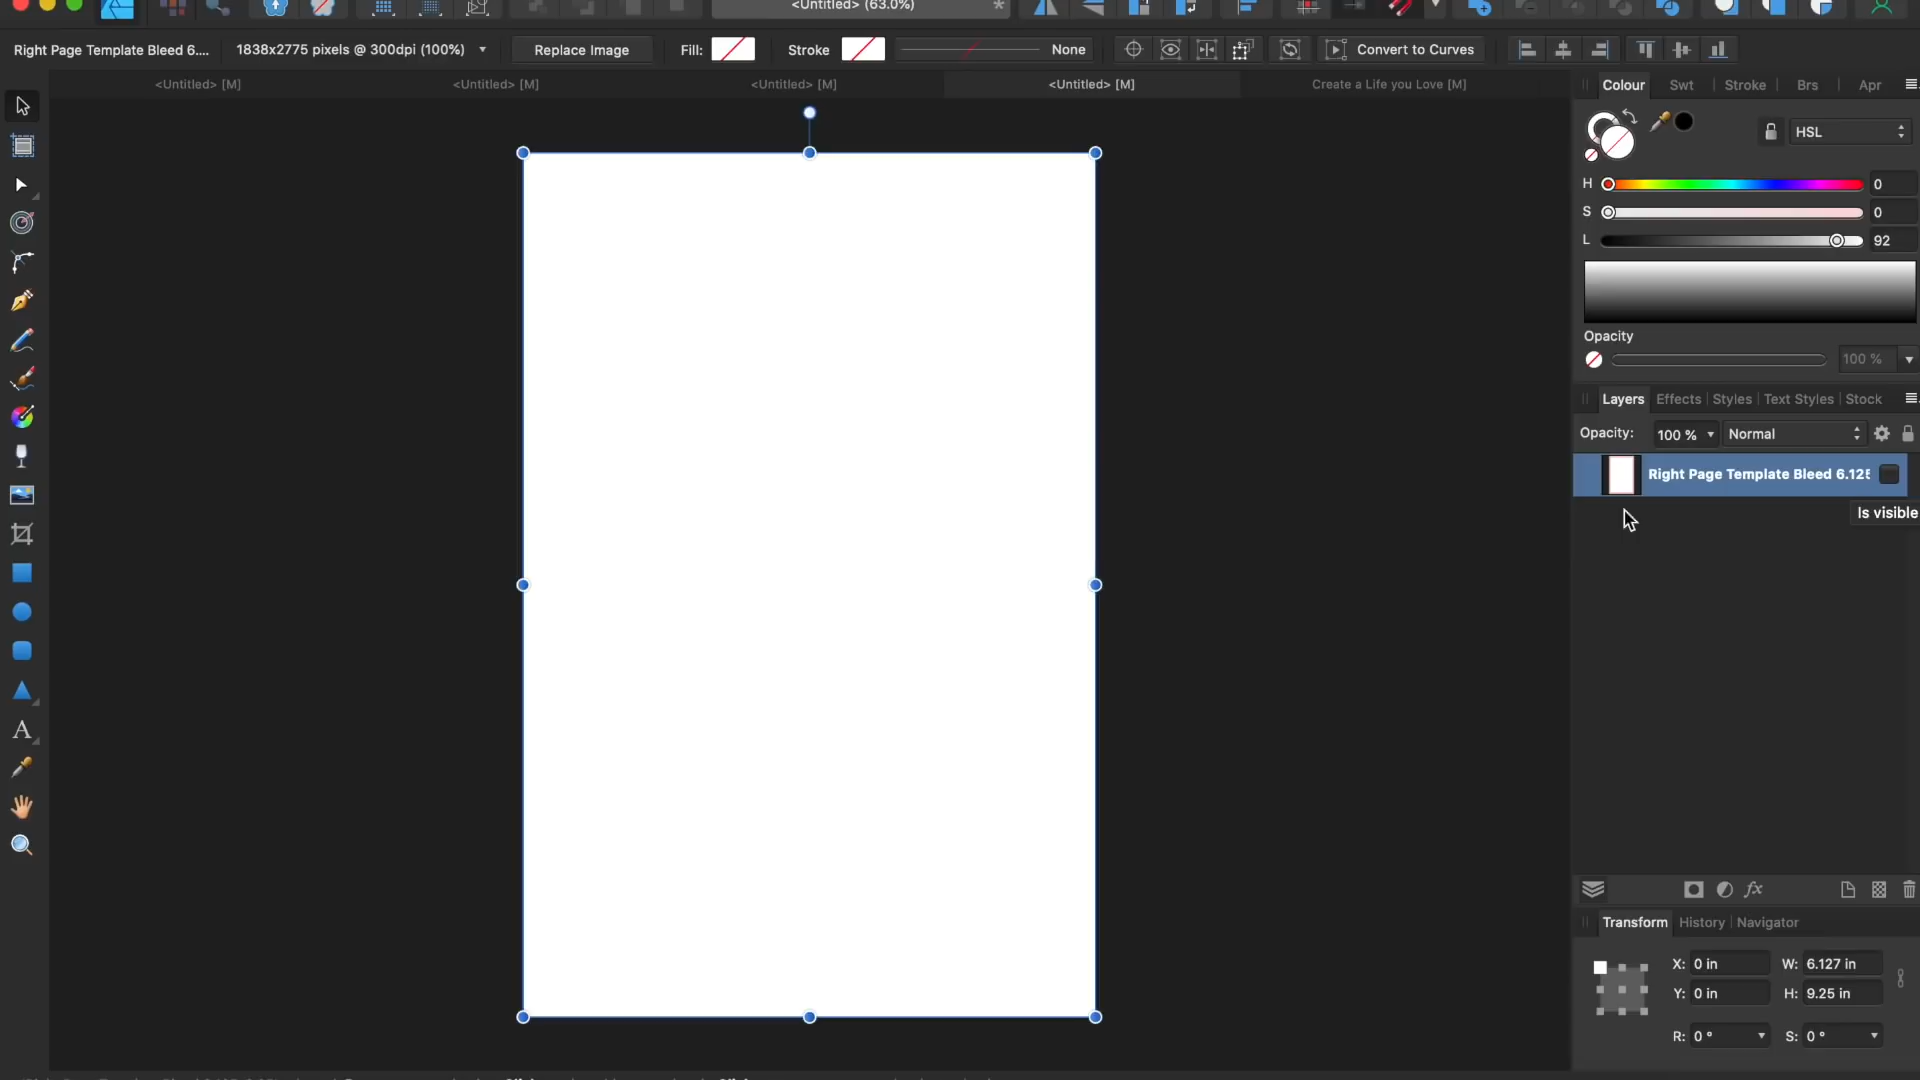 <Untitled> (63.0%)
*
Right Page Template Bleed 6....
1838x2775 pixels @ 300dpi (100%)
Replace Image
Fill:
Stroke
None
Convert to Curves
<Untitled> [M]
<Untitled> [M]
<Untitled> [M]
<Untitled> [M]
Create a Life you Love [M]
Colour
Swt
Stroke
Brs
Apr
HSL
H
0
S
0
L
92
Opacity
100 %
Layers
Effects
Styles
Text Styles
Stock
Opacity:
100 %
Normal
Right Page Template Bleed 6.125
Is visible
A
fx
Transform
History
Navigator
X: 0 in
W: 6.127 in
Y: 0 in
H: 9.25 in
R: 0 °
S: 0 °